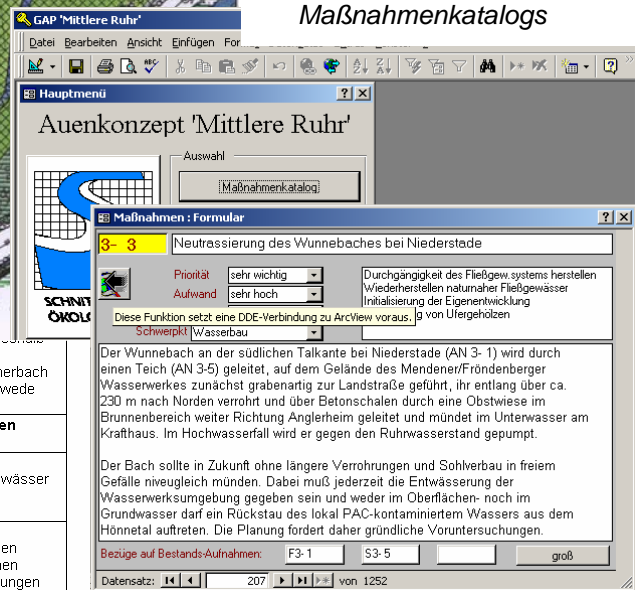 Maßnahmenkatalogs
GAP 'Mittlere Ruhr'
Datei Bearbeiten Ansicht Einfügen
Hauptmenü
Auenkonzept 'Mittlere Ruhr'
Auswahl
Maßnahmenkatalog
Maßnahmen : Formular
3- 3
Neutrassierung des Wunnebaches bei Niederstade
Priorität
sehr wichtig
Aufwand
sehr hoch
Durchgängigkeit des Fließgew.systems herstellen
Wiederherstellen naturnaher Fließgewässer
Initialisierung der Eigenentwicklung
von Ufergehölzen
Diese Funktion setzt eine DDE-Verbindung zu ArcView voraus.
Schwerpkt
Wasserbau
Der Wunnebach an der südlichen Talkante bei Niederstade (AN 3- 1) wird durch
einen Teich (AN 3-5) geleitet, auf dem Gelände des Mendener/Fröndenberger
Wasserwerkes zunächst grabenartig zur Landstraße geführt, ihr entlang über ca.
230 m nach Norden verrohrt und über Betonschalen durch eine Obstwiese im
Brunnenbereich weiter Richtung Anglerheim geleitet und mündet im Unterwasser am
Krafthaus. Im Hochwasserfall wird er gegen den Ruhrwasserstand gepumpt.
Der Bach sollte in Zukunft ohne längere Verrohrungen und Sohlverbau in freiem
Gefälle niveugleich münden. Dabei muß jederzeit die Entwässerung der
Wasserwerksumgebung gegeben sein und weder im Oberflächen- noch im
Grundwasser darf ein Rückstau des lokal PAC-kontaminiertem Wassers aus dem
Hönnetal auftreten. Die Planung fordert daher gründliche Voruntersuchungen.
Bezüge auf Bestands-Aufnahmen:
F3- 1
S3- 5
groß
Datensatz:
207
von 1252